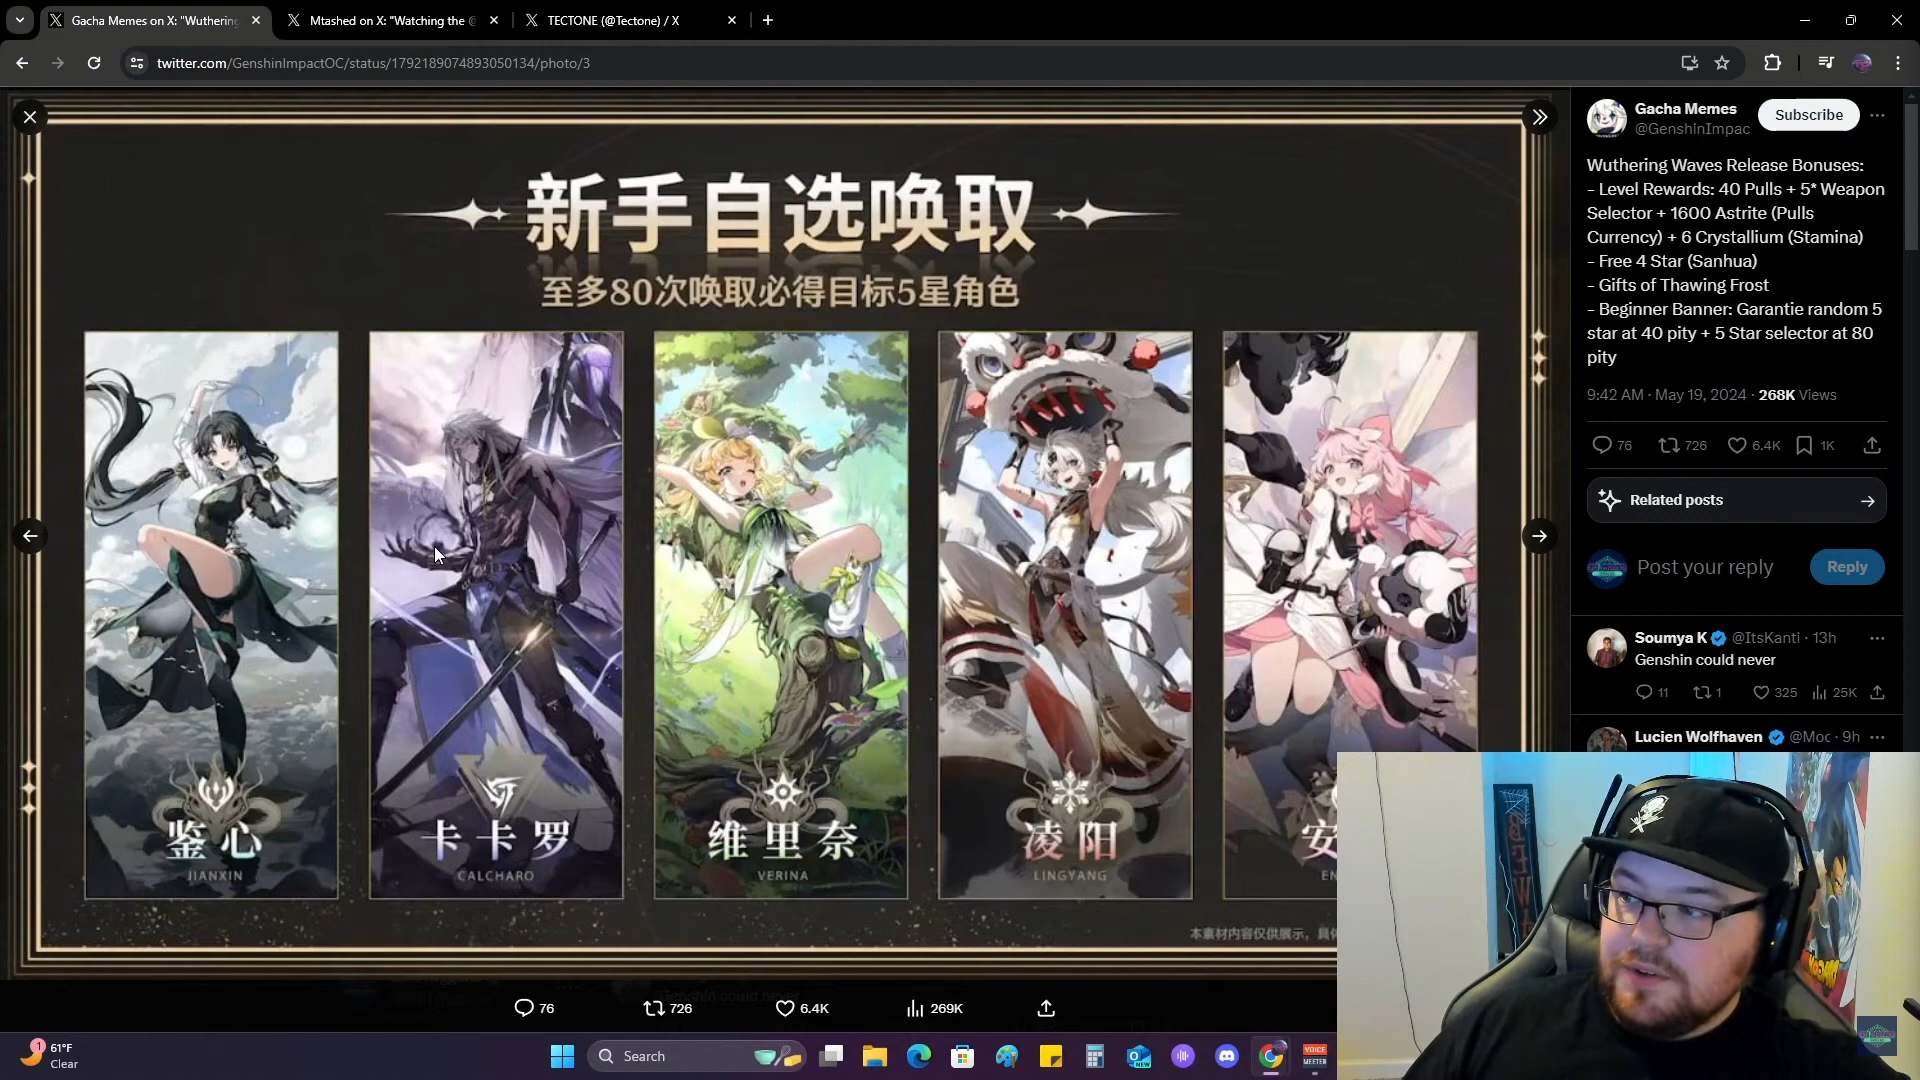 Gacha Memes on X: "Wuthering
Mtashed on X: "Watching the @
TECTONE (@Tectone) / X
twitter.com/GenshinImpactOC/status/1792189074893050134/photo/3
新手自选唤取
至多80次唤取必得目标5星角色
鉴心
JIANXIN
卡卡罗
CALCHARO
维里奈
VERINA
凌阳
LINGYANG
安
EN
本素材内容仅供展示，具
76
726
6.4K
269K
Gacha Memes
@GenshinImpac
Subscribe
Wuthering Waves Release Bonuses:
- Level Rewards: 40 Pulls + 5* Weapon
Selector + 1600 Astrite (Pulls
Currency) + 6 Crystallium (Stamina)
- Free 4 Star (Sanhua)
- Gifts of Thawing Frost
- Beginner Banner: Garantie random 5
star at 40 pity + 5 Star selector at 80
pity
9:42 AM · May 19, 2024 · 268K Views
76
726
6.4K
1K
Related posts
Post your reply
Reply
Soumya K @ItsKanti · 13h
Genshin could never
11
1
325
25K
Lucien Wolfhaven @Moc · 9h
1
61°F
Clear
Search
NEW
VOICE
MEETER